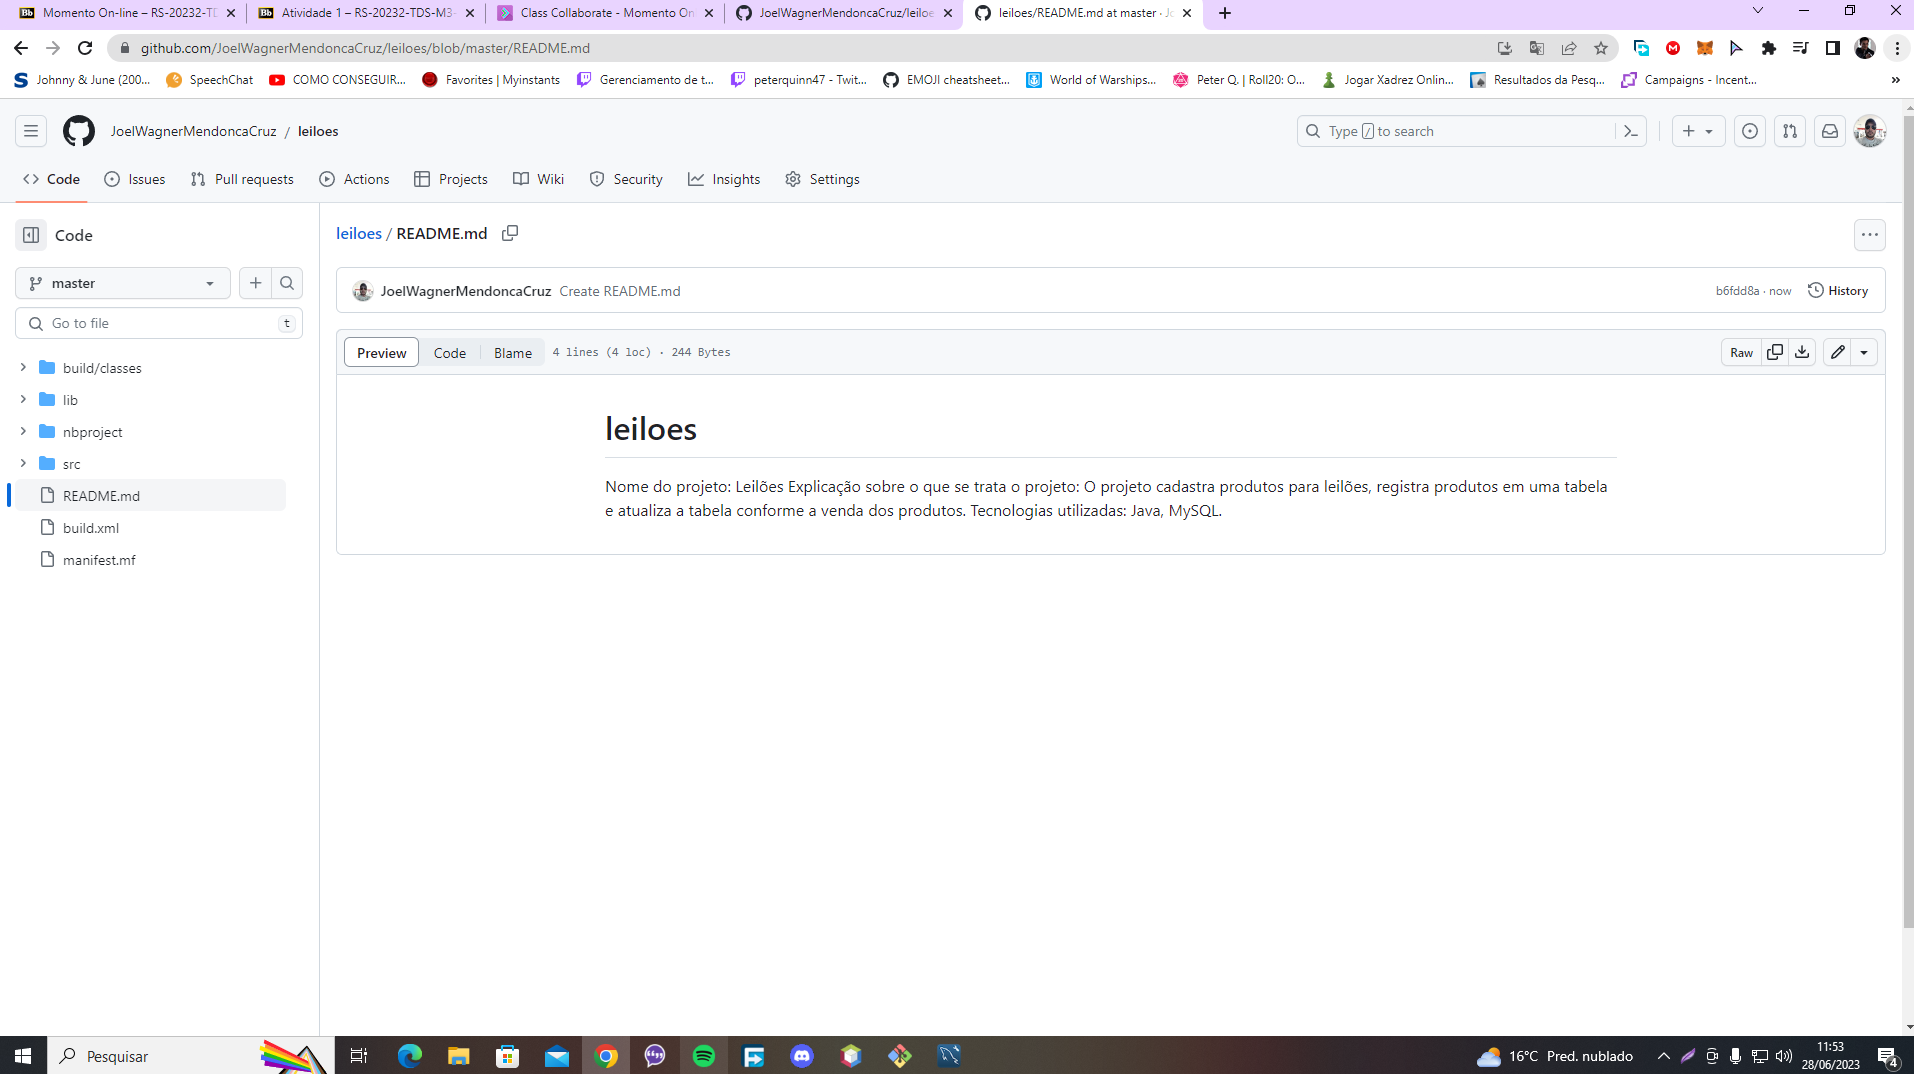 Momento On-line – RS-20232-TD
Atividade 1 – RS-20232-TDS-M3-
Class Collaborate - Momento On
JoelWagnerMendoncaCruz/leiloe
leiloes/README.md at master · Jo
github.com/JoelWagnerMendoncaCruz/leiloes/blob/master/README.md
Johnny & June (200...
SpeechChat
COMO CONSEGUIR...
Favorites | Myinstants
Gerenciamento de t...
peterquinn47 - Twit...
EMOJI cheatsheet...
World of Warships...
Peter Q. | Roll20: O...
Jogar Xadrez Onlin...
Resultados da Pesq...
Campaigns - Incent...
»
JoelWagnerMendoncaCruz / leiloes
Type / to search
Code
Issues
Pull requests
Actions
Projects
Wiki
Security
Insights
Settings
Code
master
Go to file
t
build/classes
lib
nbproject
src
README.md
build.xml
manifest.mf
leiloes / README.md
JoelWagnerMendoncaCruz Create README.md
b6fdd8a · now
History
Preview
Code
Blame
4 lines (4 loc) · 244 Bytes
Raw
leiloes
Nome do projeto: Leilões Explicação sobre o que se trata o projeto: O projeto cadastra produtos para leilões, registra produtos em uma tabela
e atualiza a tabela conforme a venda dos produtos. Tecnologias utilizadas: Java, MySQL.
Pesquisar
16°C Pred. nublado
11:53
28/06/2023
4